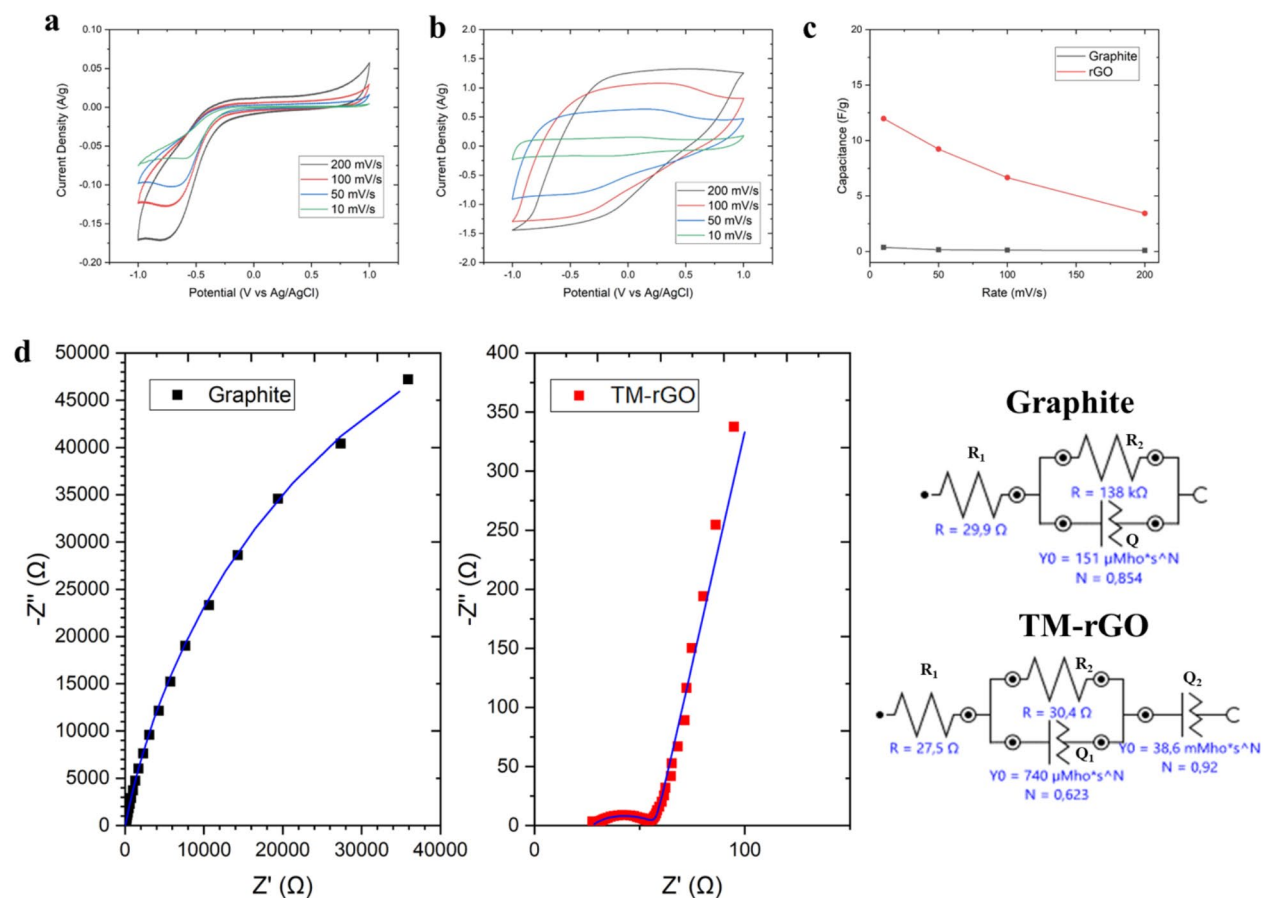 a
0.10
0.05
0.00
-0.05
-0.10
-0.15
0.20
Current Density (A/g)
-1.0
-0.5
0.0
0.5
1.0
Potential (V vs Ag/AgCl)
200 mV/s
100 mV/s
50 mV/s
10 mV/s
b
2.0
1.5
1.0
0.5
0.0
-0.5
-1.0
-1.5
-2.0
Current Density (A/g)
-1.0
-0.5
0.0
0.5
1.0
Potential (V vs Ag/AgCl)
200 mV/s
100 mV/s
50 mV/s
10 mV/s
c
20
15
10
5
0
Capacitance (F/g)
0
50
100
150
200
Rate (mV/s)
Graphite
rGO
d
50000
45000
40000
35000
30000
25000
20000
15000
10000
5000
0
-Z'' (Ω)
0
10000
20000
30000
40000
Z' (Ω)
Graphite
400
350
300
250
200
150
100
50
0
-Z'' (Ω)
0
100
Z' (Ω)
TM-rGO
Graphite
R1
R = 29,9 Ω
R2
R = 138 kΩ
Q
Y0 = 151 µMho*s^N
N = 0,854
TM-rGO
R1
R = 27,5 Ω
R2
R = 30,4 Ω
Q1
Y0 = 740 µMho*s^N
N = 0,623
Q2
Y0 = 38,6 mMho*s^N
N = 0,92